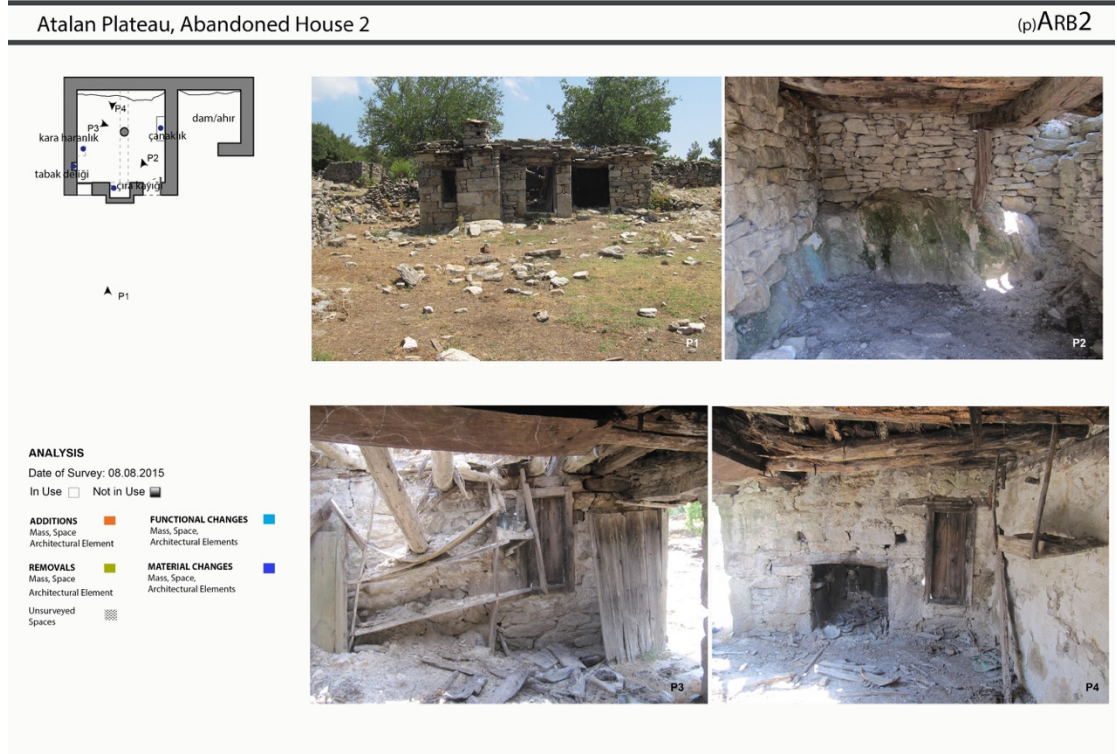 Atalan Plateau, Abandoned House 2
(p)ARB2
P4
P3
kara haranlık
çanaklık
dam/ahır
P2
tabak deliği
çıra kayığı
P1
P1
P2
P3
P4
ANALYSIS
Date of Survey: 08.08.2015
In Use Not in Use
ADDITIONS
Mass, Space
Architectural Element
FUNCTIONAL CHANGES
Mass, Space,
Architectural Elements
REMOVALS
Mass, Space
Architectural Element
MATERIAL CHANGES
Mass, Space,
Architectural Elements
Unsurveyed
Spaces